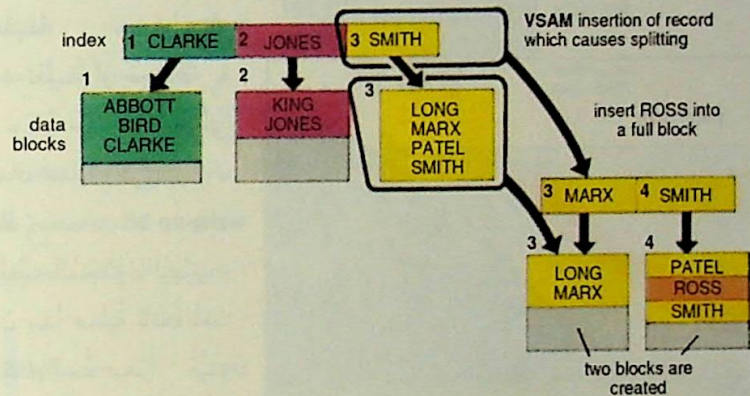 index
1 CLARKE
2 JONES
3 SMITH
VSAM insertion of record
which causes splitting
1
2
3
data
blocks
ABBOTT
BIRD
CLARKE
KING
JONES
LONG
MARX
PATEL
SMITH
insert ROSS into
a full block
3 MARX
4 SMITH
3
4
LONG
MARX
PATEL
ROSS
SMITH
two blocks are
created